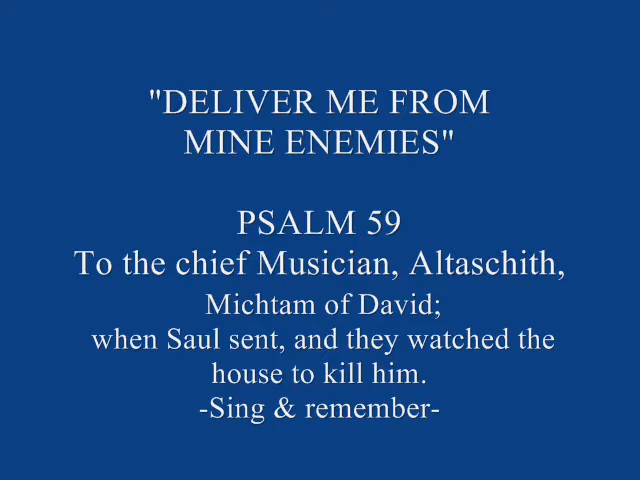 "DELIVER ME FROM
MINE ENEMIES"
PSALM 59
To the chief Musician, Altaschith,
Michtam of David;
when Saul sent, and they watched the
house to kill him.
-Sing & remember-